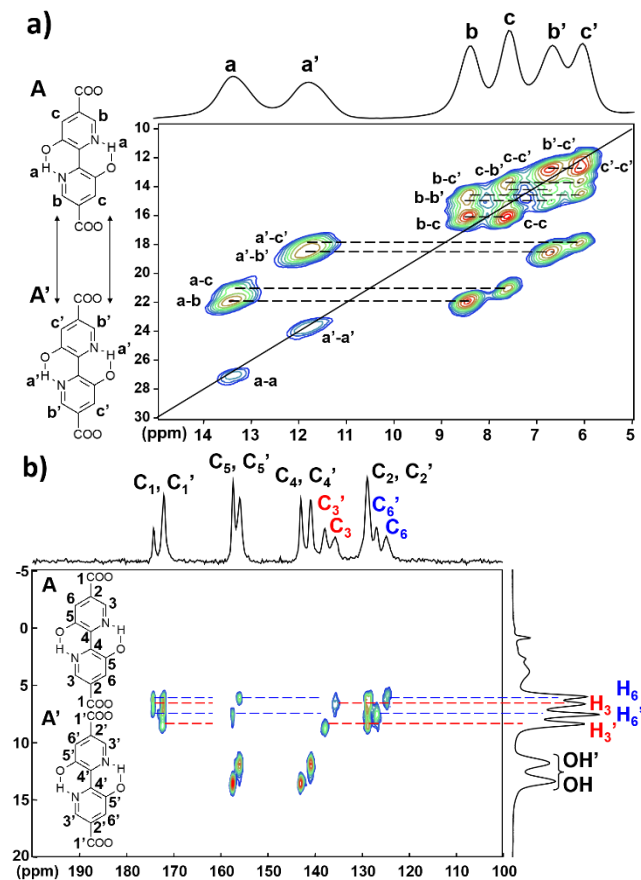 a)
a
a'
b
c
b'
c'
A
COO
c
b
O
H
a
N
H
a
N
O
b
c
COO
A'
COO
c'
b'
O
N
H
a'
H
a'
N
O
b'
c'
COO
10
12
14
16
18
20
22
24
26
28
30
(ppm)
14
13
12
11
10
9
8
7
6
5
b'-c'
c-c'
c-b'
c'-c'
b-c'
b-b'
b-c
c-c
a'-c'
a'-b'
a-c
a-b
a'-a'
a-a
b)
C1, C1'
C5, C5'
C4, C4'
C3'
C3
C2, C2'
C6'
C6
-5
0
5
10
15
20
(ppm)
190
180
170
160
150
140
130
120
110
100
A
1 COO
2
6
3
5
O
N
H
4
H
4
N
O
5
3
6
2
1 COO
A'
1' COO
2'
6'
3'
5'
O
N
H
4'
H
4'
N
O
5'
3'
6'
2'
1' COO
H6
H3
H6'
H3'
OH'
OH